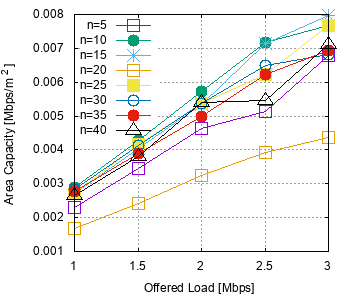 0.008
0.007
0.006
0.005
0.004
0.003
0.002
0.001
Area Capacity [Mbps/m²]
n=5
n=10
n=15
n=20
n=25
n=30
n=35
n=40
1
1.5
2
2.5
3
Offered Load [Mbps]